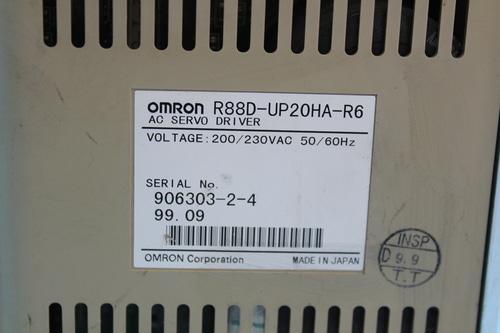 OMRON R88D-UP20HA-R6
AC SERVO DRIVER
VOLTAGE:200/230VAC 50/60Hz
SERIAL No.
906303-2-4
99.09
OMRON Corporation MADE IN JAPAN
INSP
D 9.9
T.T